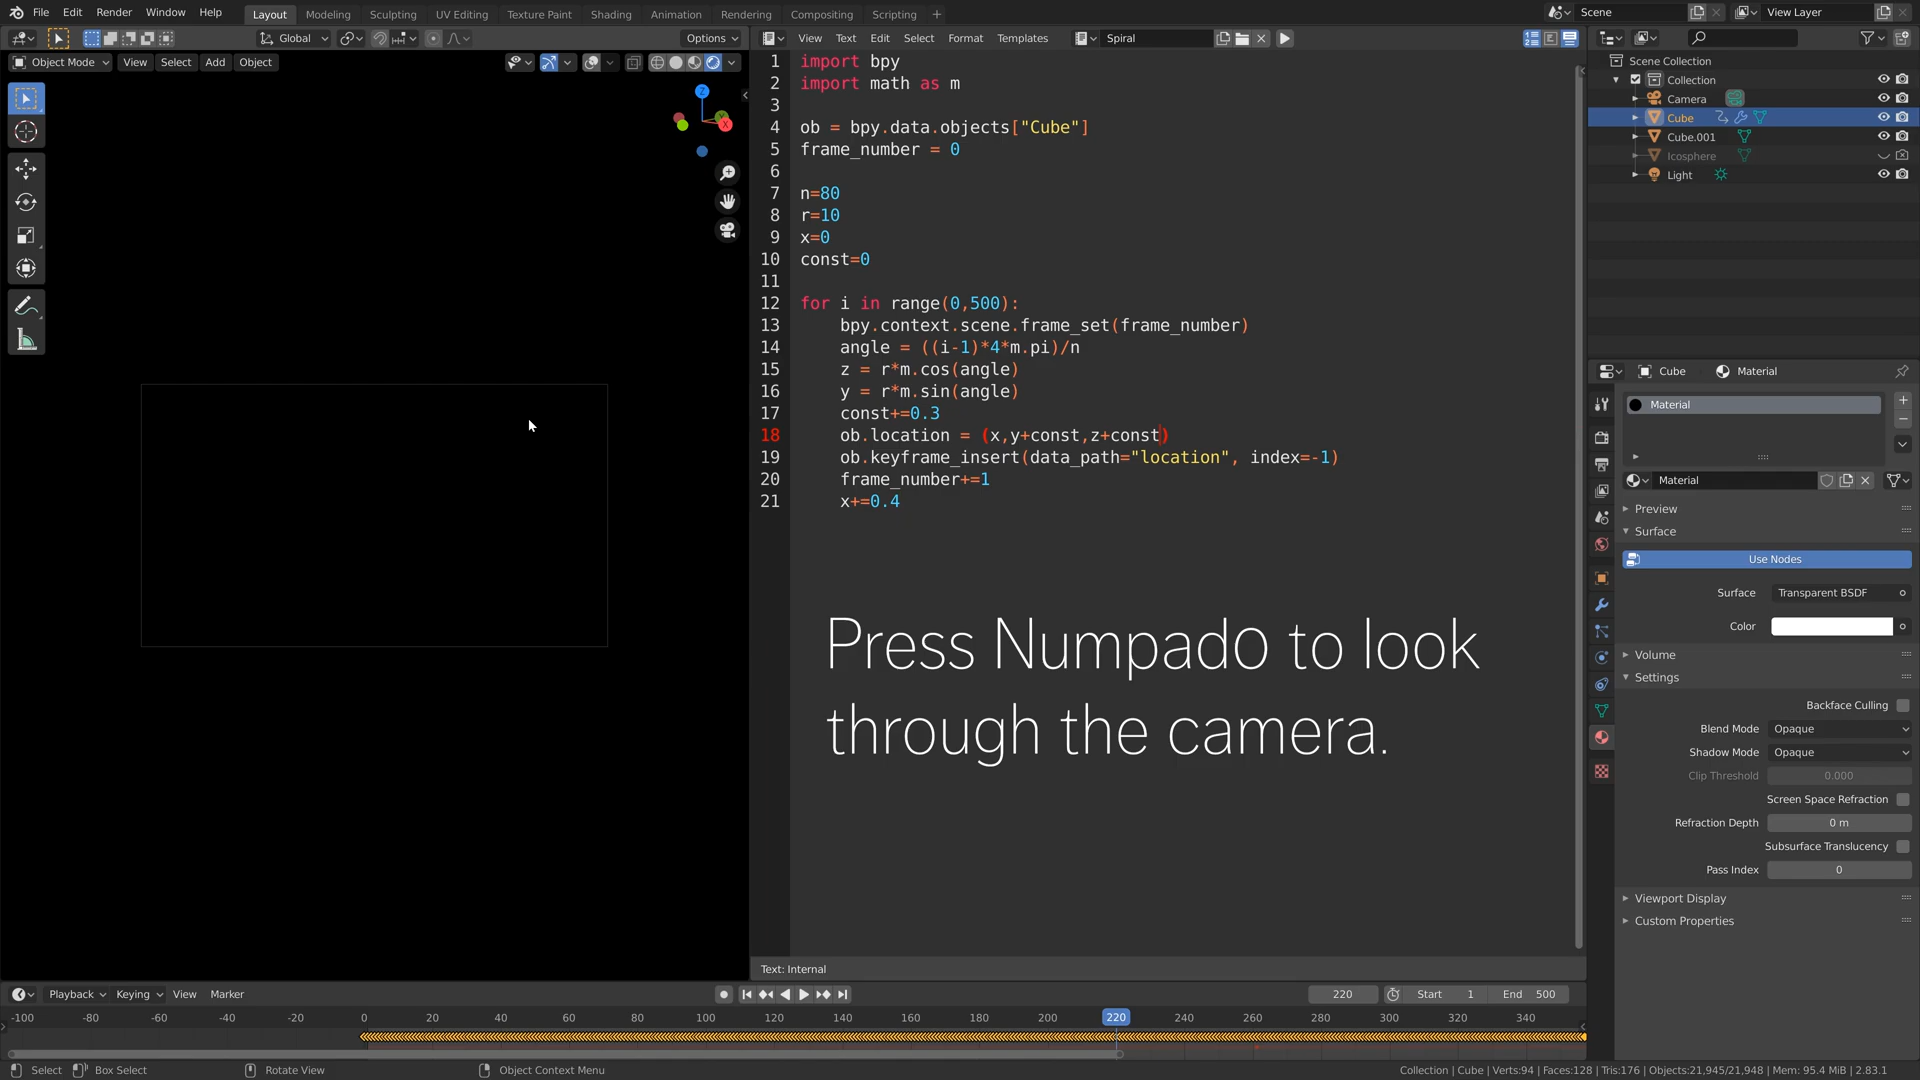 File Edit Render Window Help Layout Modeling Sculpting UV Editing Texture Paint Shading Animation Rendering Compositing Scripting + Scene View Layer
Global Options View Text Edit Select Format Templates Spiral
Object Mode View Select Add Object
Z
X
1 import bpy
2 import math as m
3
4 ob = bpy.data.objects["Cube"]
5 frame_number = 0
6
7 n=80
8 r=10
9 x=0
10 const=0
11
12 for i in range(0,500):
13 bpy.context.scene.frame_set(frame_number)
14 angle = ((i-1)*4*m.pi)/n
15 z = r*m.cos(angle)
16 y = r*m.sin(angle)
17 const+=0.3
18 ob.location = (x,y+const,z+const)
19 ob.keyframe_insert(data_path="location", index=-1)
20 frame_number+=1
21 x+=0.4
Press Numpad0 to look
through the camera.
Text: Internal
Scene Collection
Collection
Camera
Cube
Cube.001
Icosphere
Light
Cube Material
Material
Material
Preview
Surface
Use Nodes
Surface Transparent BSDF
Color
Volume
Settings
Backface Culling
Blend Mode Opaque
Shadow Mode Opaque
Clip Threshold 0.000
Screen Space Refraction
Refraction Depth 0 m
Subsurface Translucency
Pass Index 0
Viewport Display
Custom Properties
Playback Keying View Marker 220 Start 1 End 500
-100 -80 -60 -40 -20 0 20 40 60 80 100 120 140 160 180 200 220 240 260 280 300 320 340
Select Box Select Rotate View Object Context Menu Collection | Cube | Verts:94 | Faces:128 | Tris:176 | Objects:21,945/21,948 | Mem: 95.4 MiB | 2.83.1